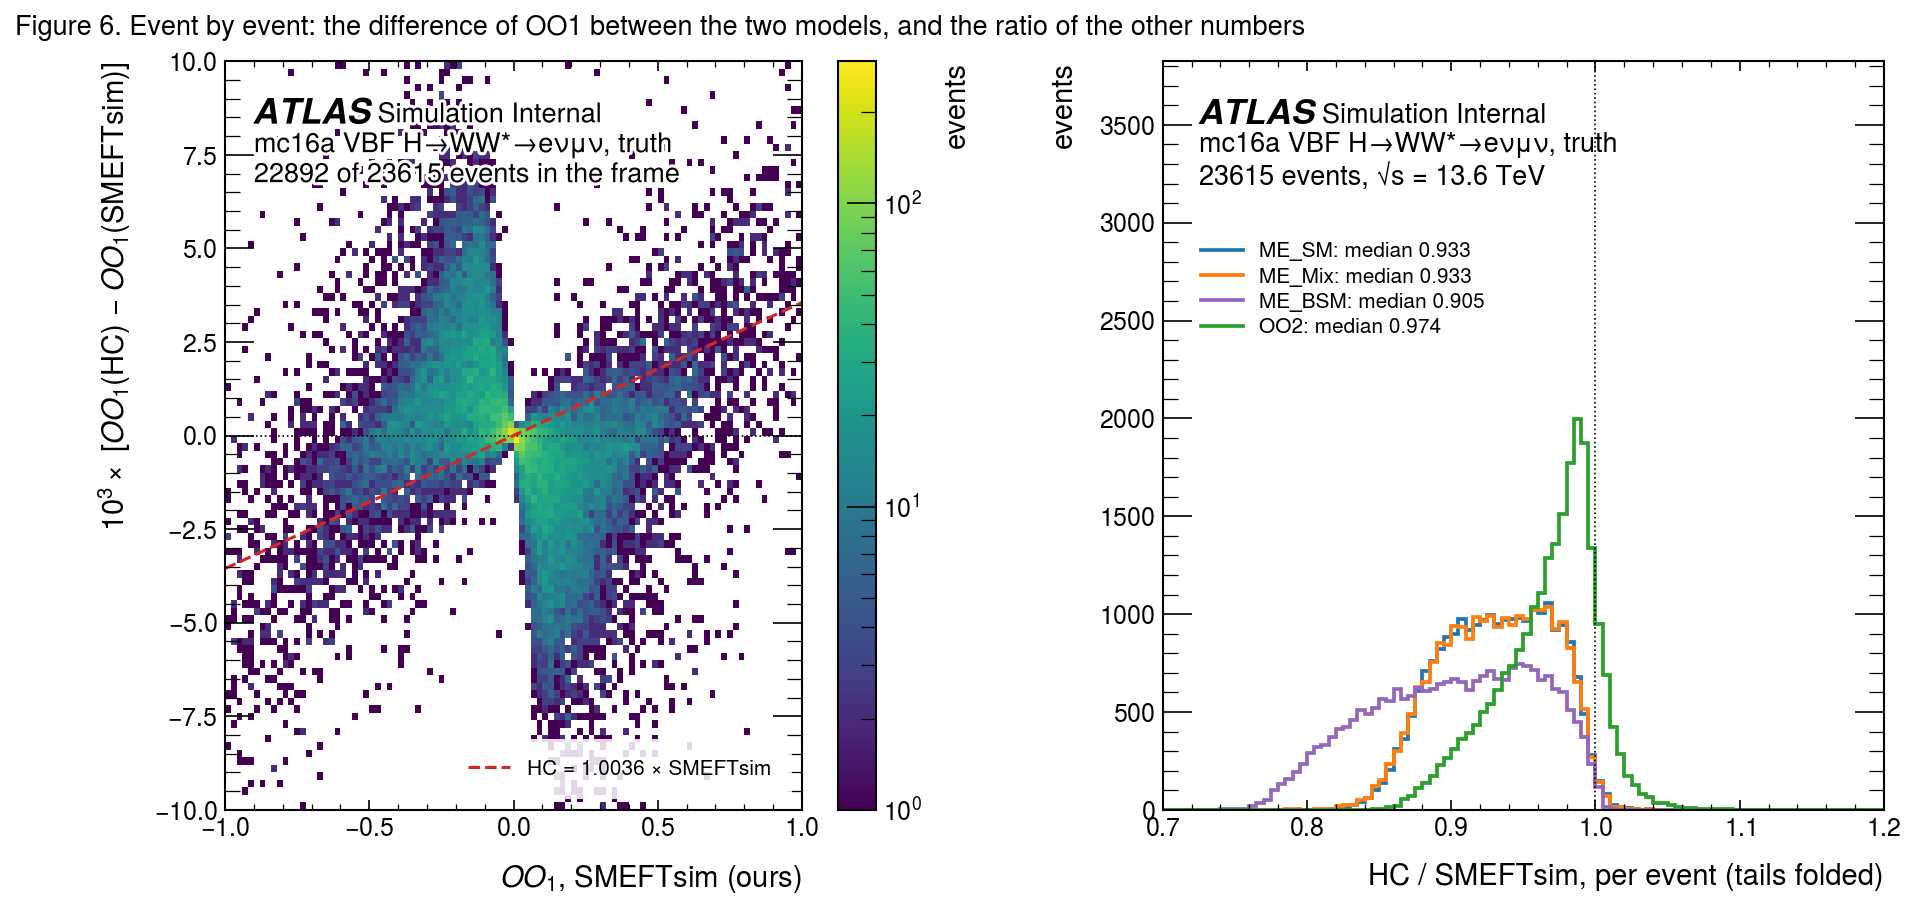 Figure 6. Event by event: the difference of OO1 between the two models, and the ratio of the other numbers
10³ × [OO₁(HC) − OO₁(SMEFTsim)]
10.0
7.5
5.0
2.5
0.0
−2.5
−5.0
−7.5
−10.0
ATLAS Simulation Internal
mc16a VBF H→WW*→eνμν, truth
22892 of 23615 events in the frame
HC = 1.0036 × SMEFTsim
−1.0 −0.5 0.0 0.5 1.0
OO₁, SMEFTsim (ours)
events
10²
10¹
10⁰
events
3500
3000
2500
2000
1500
1000
500
0
ATLAS Simulation Internal
mc16a VBF H→WW*→eνμν, truth
23615 events, √s = 13.6 TeV
ME_SM: median 0.933
ME_Mix: median 0.933
ME_BSM: median 0.905
OO2: median 0.974
0.7 0.8 0.9 1.0 1.1 1.2
HC / SMEFTsim, per event (tails folded)